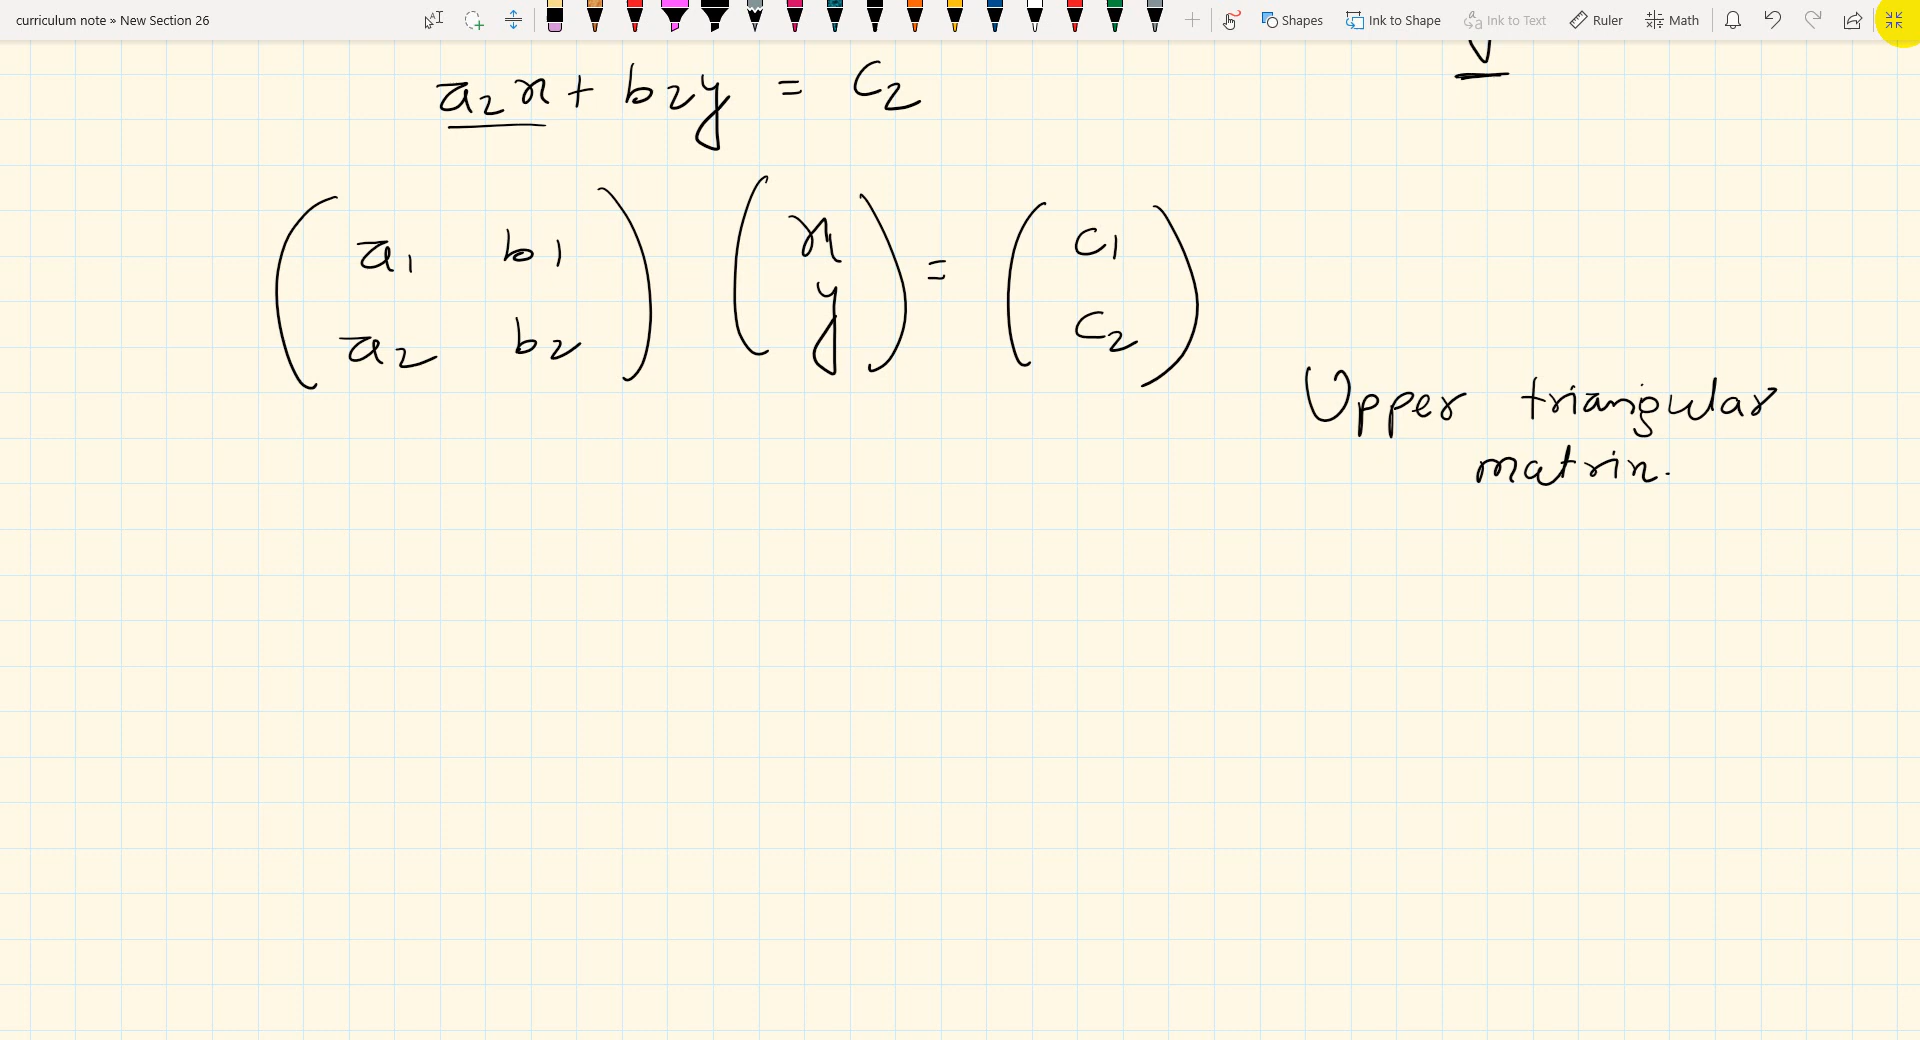 curriculum note » New Section 26
Shapes Ink to Shape Ink to Text Ruler Math
a2x + b2y = c2
a1 b1 x = c1
a2 b2 y c2
Upper triangular
matrix.